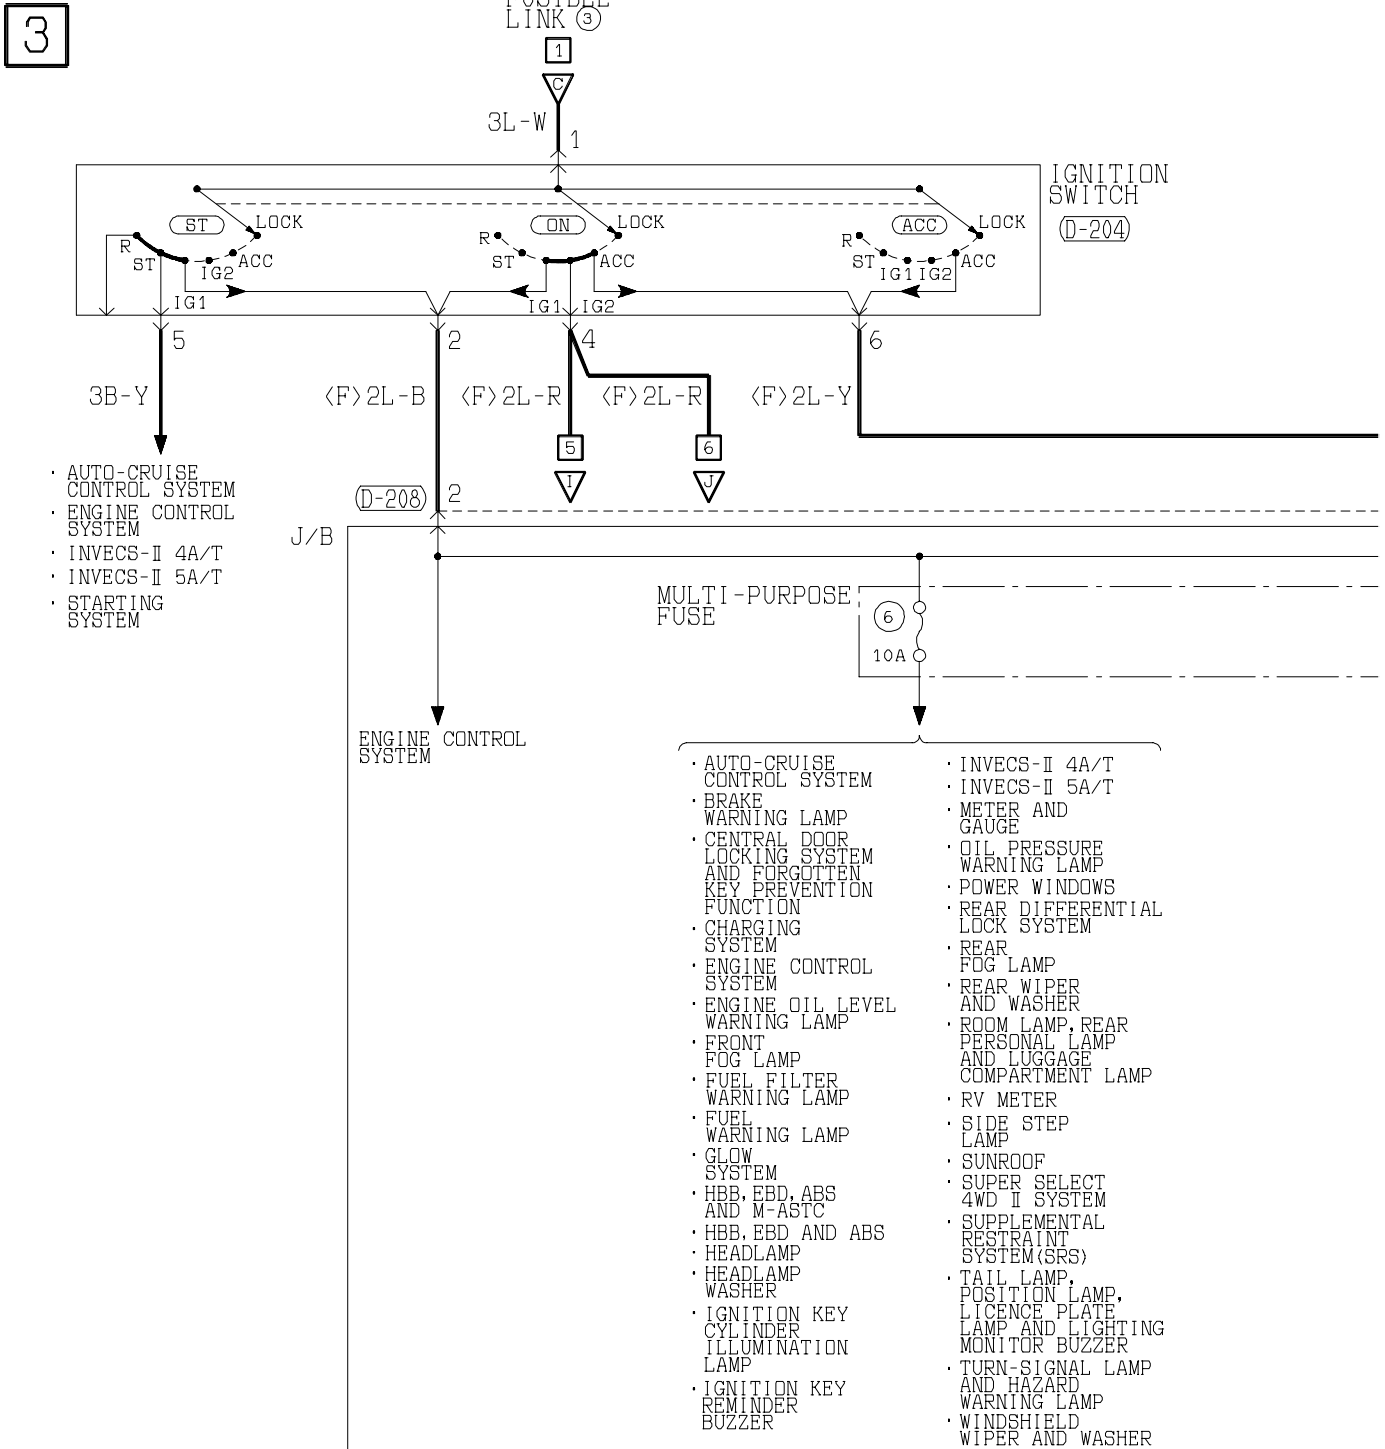 3
LINK ③
1
C
3L-W
1
IGNITION
SWITCH
D-204
ST
LOCK
ON
LOCK
ACC
LOCK
R
ST
IG2
ACC
IG1
R
ST
ACC
IG1
IG2
R
ST
IG1 IG2
ACC
5
2
4
6
3B-Y
<F>2L-B
<F>2L-R
<F>2L-R
<F>2L-Y
5
6
I
J
· AUTO-CRUISE
CONTROL SYSTEM
· ENGINE CONTROL
SYSTEM
· INVECS-Ⅱ 4A/T
· INVECS-Ⅱ 5A/T
· STARTING
SYSTEM
D-208
2
J/B
MULTI-PURPOSE
FUSE
6
10A
ENGINE CONTROL
SYSTEM
· AUTO-CRUISE
CONTROL SYSTEM
· BRAKE
WARNING LAMP
· CENTRAL DOOR
LOCKING SYSTEM
AND FORGOTTEN
KEY PREVENTION
FUNCTION
· CHARGING
SYSTEM
· ENGINE CONTROL
SYSTEM
· ENGINE OIL LEVEL
WARNING LAMP
· FRONT
FOG LAMP
· FUEL FILTER
WARNING LAMP
· FUEL
WARNING LAMP
· GLOW
SYSTEM
· HBB, EBD, ABS
AND M-ASTC
· HBB, EBD AND ABS
· HEADLAMP
· HEADLAMP
WASHER
· IGNITION KEY
CYLINDER
ILLUMINATION
LAMP
· IGNITION KEY
REMINDER
BUZZER
· INVECS-Ⅱ 4A/T
· INVECS-Ⅱ 5A/T
· METER AND
GAUGE
· OIL PRESSURE
WARNING LAMP
· POWER WINDOWS
· REAR DIFFERENTIAL
LOCK SYSTEM
· REAR
FOG LAMP
· REAR WIPER
AND WASHER
· ROOM LAMP, REAR
PERSONAL LAMP
AND LUGGAGE
COMPARTMENT LAMP
· RV METER
· SIDE STEP
LAMP
· SUNROOF
· SUPER SELECT
4WD Ⅱ SYSTEM
· SUPPLEMENTAL
RESTRAINT
SYSTEM(SRS)
· TAIL LAMP,
POSITION LAMP,
LICENCE PLATE
LAMP AND LIGHTING
MONITOR BUZZER
· TURN-SIGNAL LAMP
AND HAZARD
WARNING LAMP
· WINDSHIELD
WIPER AND WASHER